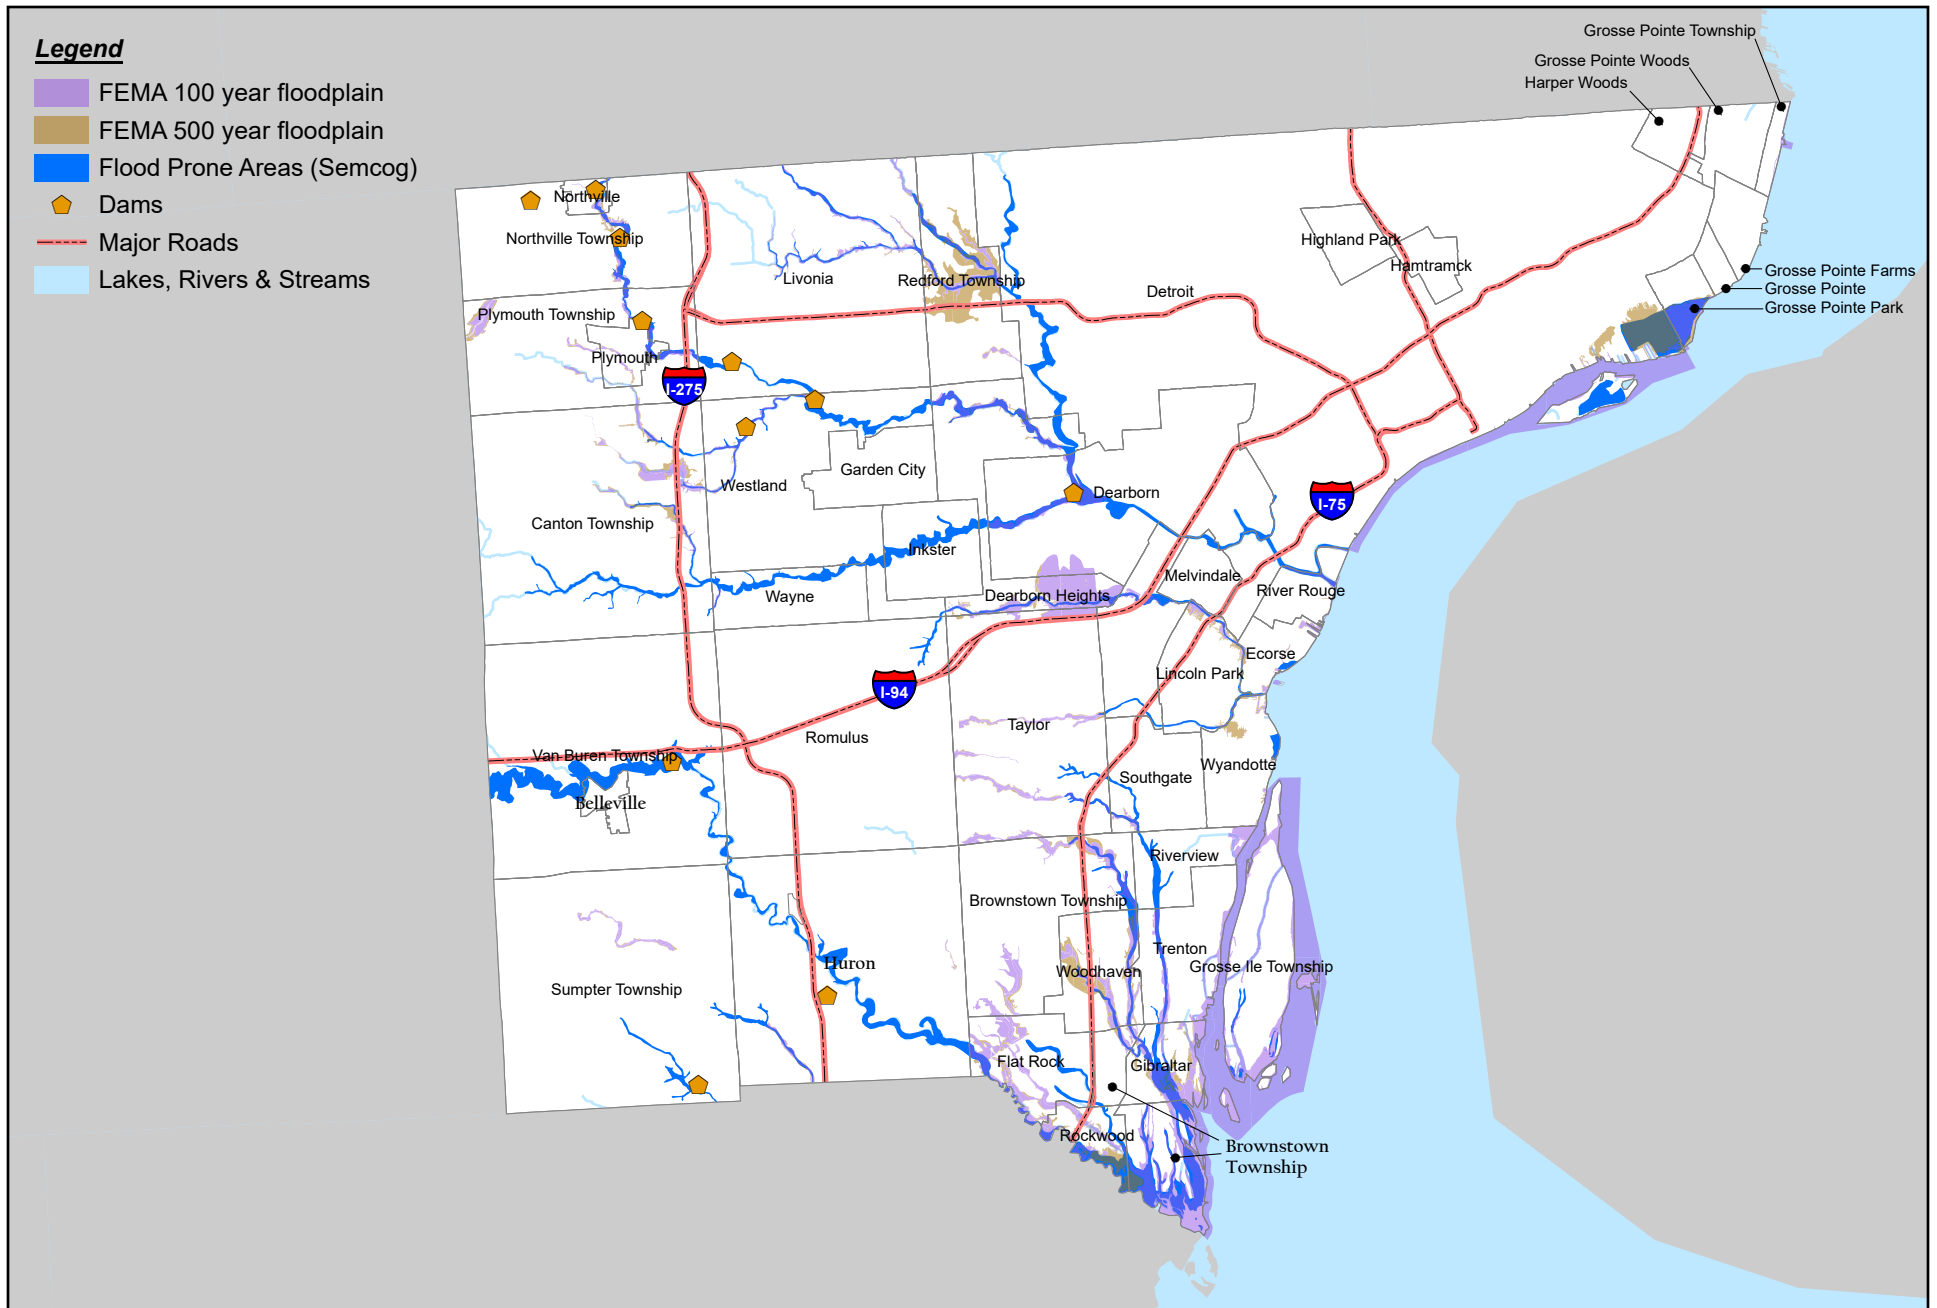 Legend
FEMA 100 year floodplain
FEMA 500 year floodplain
Flood Prone Areas (Semcog)
Dams
Major Roads
Lakes, Rivers & Streams
Grosse Pointe Township
Grosse Pointe Woods
Harper Woods
Northville
Northville Township
Livonia
Redford Township
Highland Park
Hamtramck
Detroit
Grosse Pointe Farms
Grosse Pointe
Grosse Pointe Park
Plymouth Township
Plymouth
I-275
Garden City
Westland
Dearborn
I-75
Canton Township
Inkster
Wayne
Dearborn Heights
Melvindale
River Rouge
Ecorse
Lincoln Park
I-94
Taylor
Romulus
Van Buren Township
Belleville
Southgate
Wyandotte
Riverview
Brownstown Township
Trenton
Woodhaven
Grosse Ile Township
Huron
Sumpter Township
Flat Rock
Gibraltar
Rockwood
Brownstown
Township